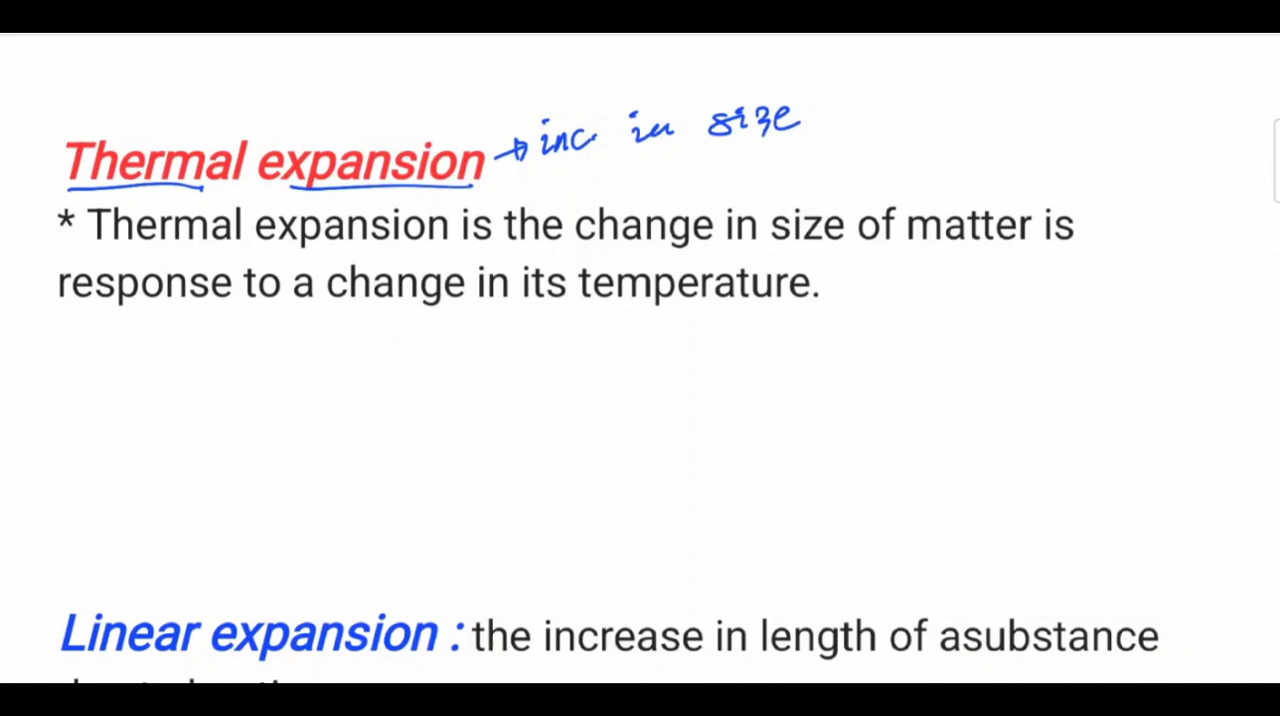 Thermal expansion → inc. in size
* Thermal expansion is the change in size of matter is
response to a change in its temperature.
Linear expansion : the increase in length of asubstance